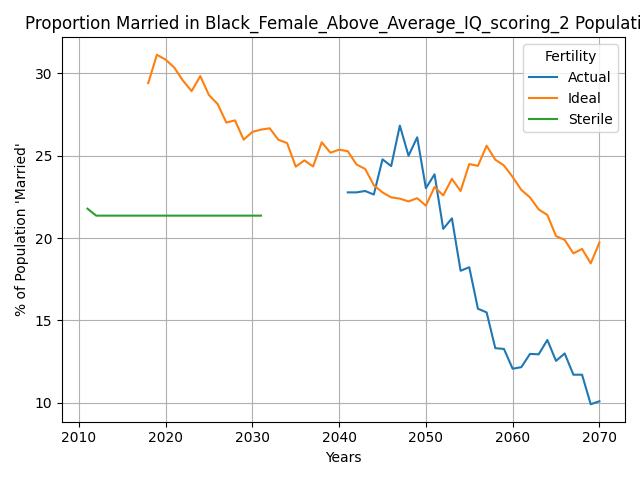 Proportion Married in Black_Female_Above_Average_IQ_scoring_2 Populati
Fertility
Actual
Ideal
Sterile
% of Population 'Married'
30
25
20
15
10
2010 2020 2030 2040 2050 2060 2070
Years